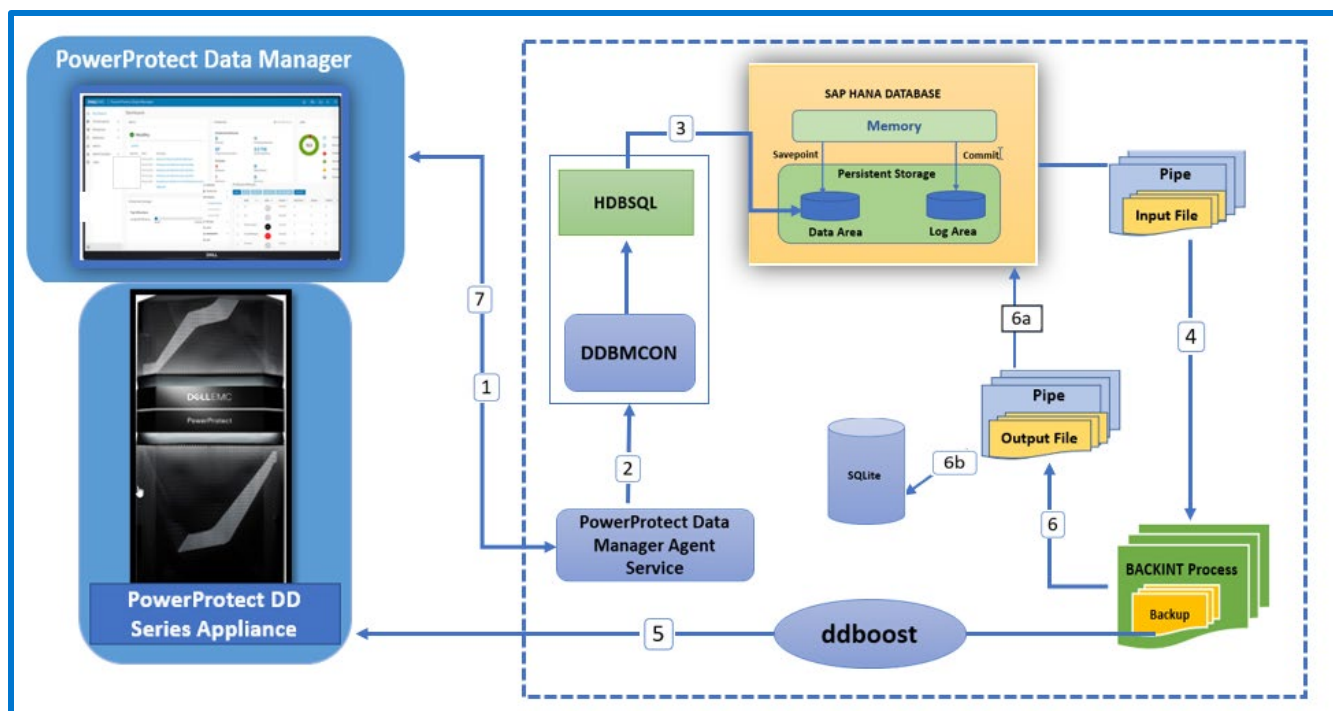 PowerProtect Data Manager
DELL
DELLEMC
PowerProtect
PowerProtect DD
Series Appliance
7
1
2
3
HDBSQL
DDBMCON
PowerProtect Data
Manager Agent
Service
SAP HANA DATABASE
Memory
Savepoint
Commit
Persistent Storage
Data Area
Log Area
Pipe
Input File
4
6a
Pipe
Output File
SQLite
6b
6
BACKINT Process
Backup
5
ddboost